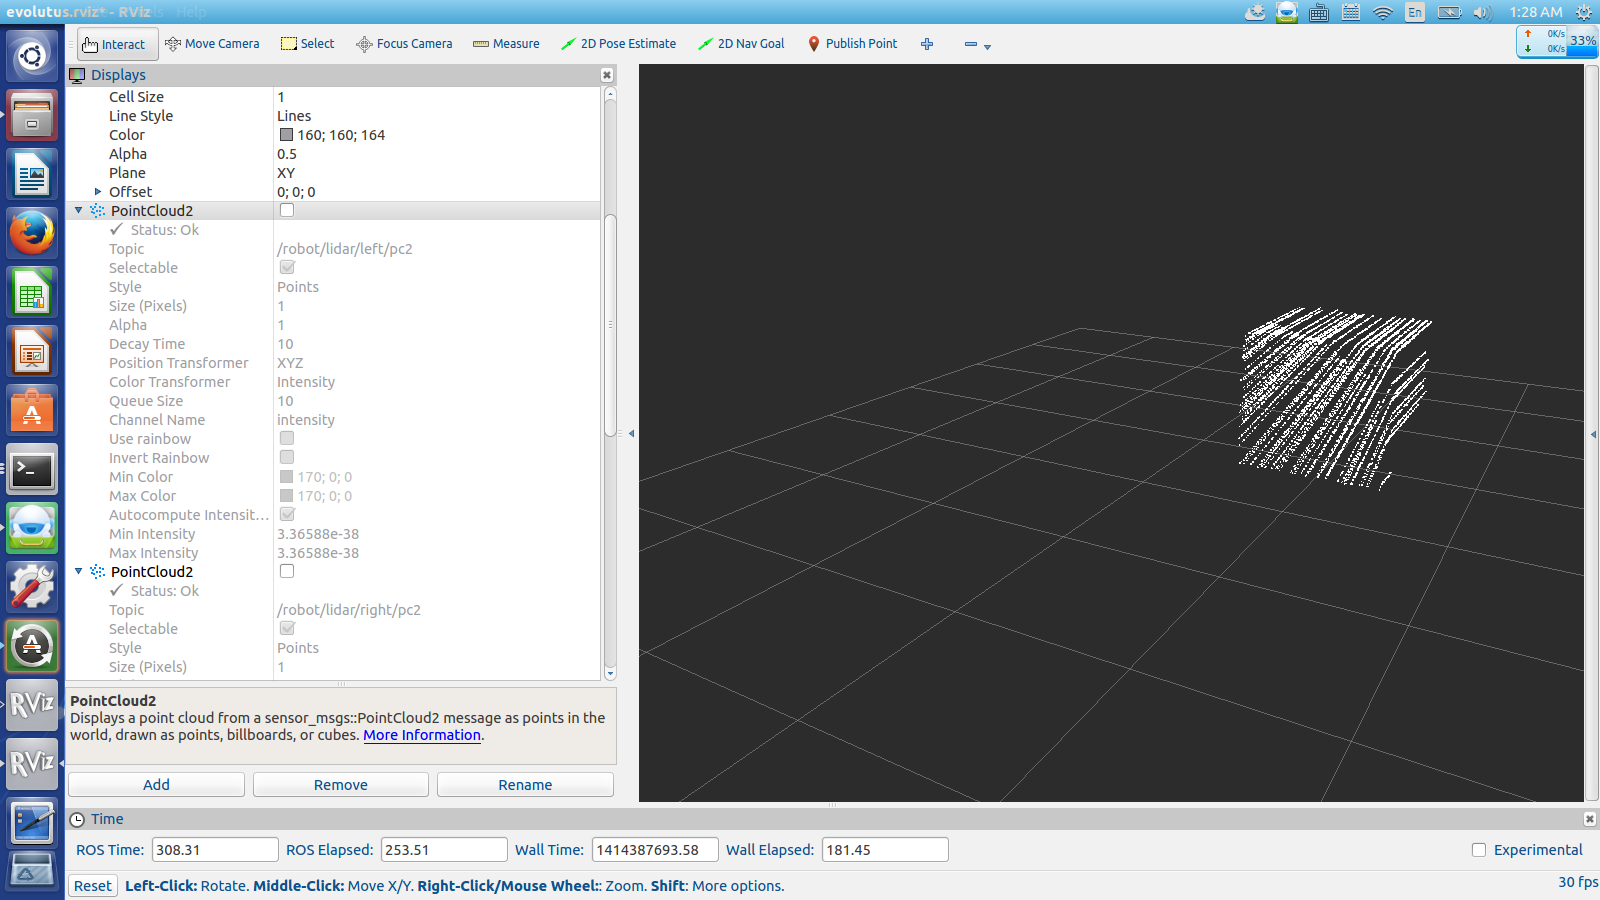 evolutus.rviz* - RViz
En
1:28 AM
Interact
Move Camera
Select
Focus Camera
Measure
2D Pose Estimate
2D Nav Goal
Publish Point
0K/s
0K/s
33%
Displays
Cell Size 1
Line Style Lines
Color 160; 160; 164
Alpha 0.5
Plane XY
Offset 0; 0; 0
PointCloud2
Status: Ok
Topic /robot/lidar/left/pc2
Selectable
Style Points
Size (Pixels) 1
Alpha 1
Decay Time 10
Position Transformer XYZ
Color Transformer Intensity
Queue Size 10
Channel Name intensity
Use rainbow
Invert Rainbow
Min Color 170; 0; 0
Max Color 170; 0; 0
Autocompute Intensit...
Min Intensity 3.36588e-38
Max Intensity 3.36588e-38
PointCloud2
Status: Ok
Topic /robot/lidar/right/pc2
Selectable
Style Points
Size (Pixels) 1
PointCloud2
Displays a point cloud from a sensor_msgs::PointCloud2 message as points in the
world, drawn as points, billboards, or cubes. More Information.
Add Remove Rename
RViz
RViz
Time
ROS Time: 308.31 ROS Elapsed: 253.51 Wall Time: 1414387693.58 Wall Elapsed: 181.45 Experimental
Reset Left-Click: Rotate. Middle-Click: Move X/Y. Right-Click/Mouse Wheel:: Zoom. Shift: More options. 30 fps